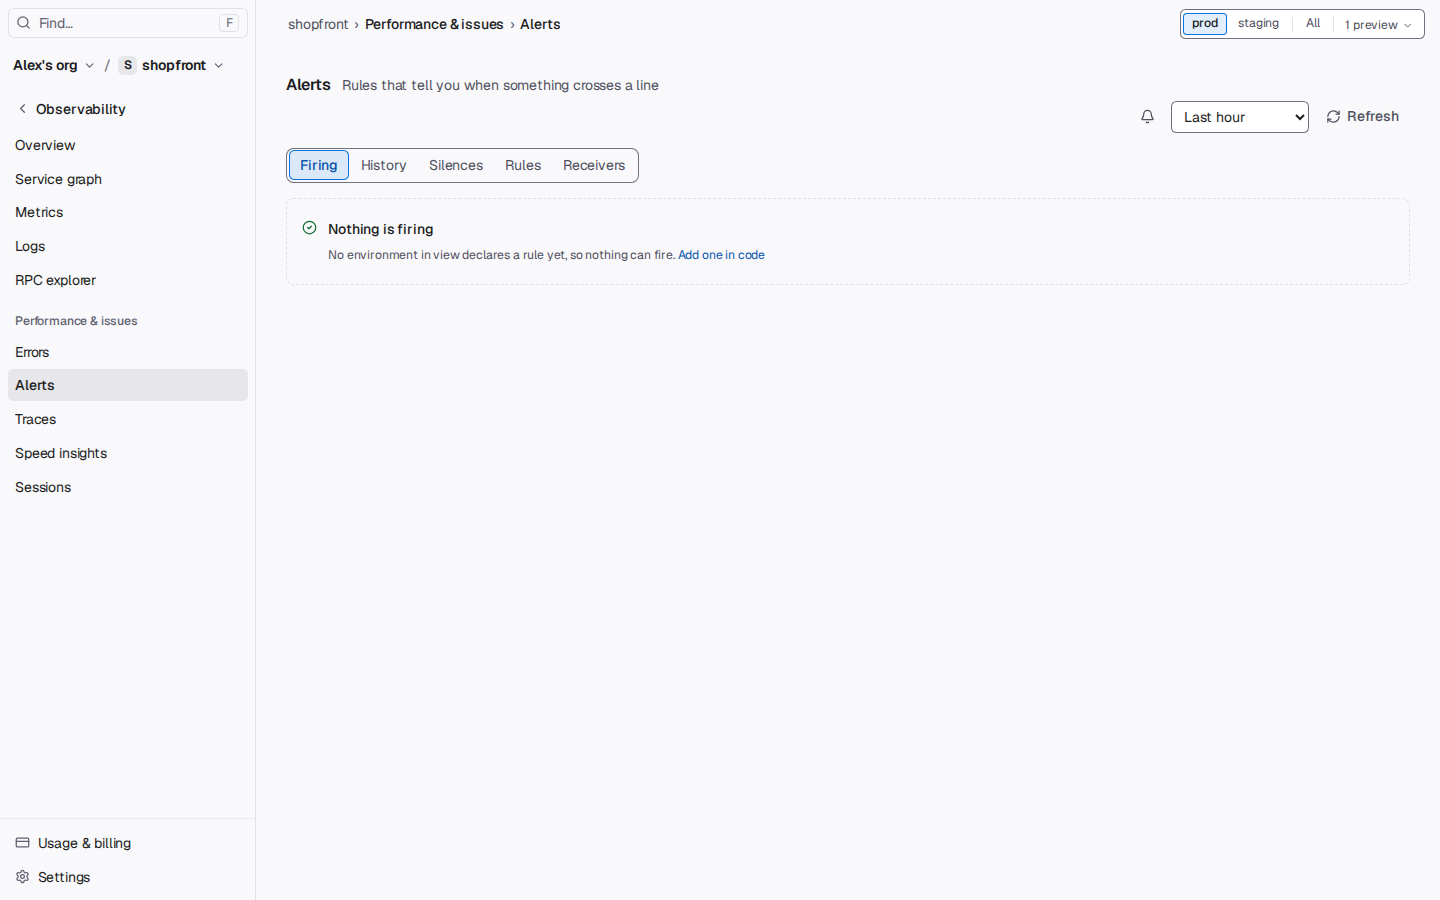 Find...
F
Alex's org / S shopfront
Observability
Overview
Service graph
Metrics
Logs
RPC explorer
Performance & issues
Errors
Alerts
Traces
Speed insights
Sessions
Usage & billing
Settings
shopfront › Performance & issues › Alerts
prod staging All 1 preview
Alerts Rules that tell you when something crosses a line
Last hour Refresh
Firing History Silences Rules Receivers
Nothing is firing
No environment in view declares a rule yet, so nothing can fire. Add one in code